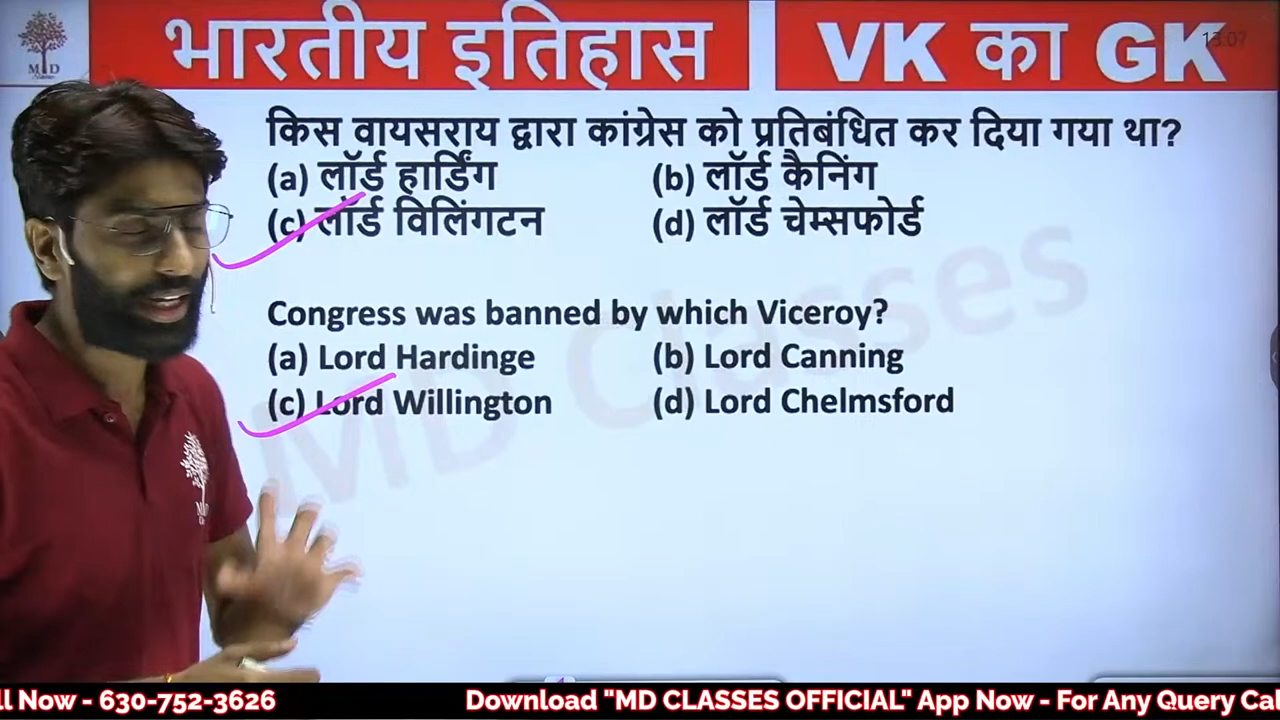 भारतीय इतिहास VK का GK
13:07
M D
किस वायसराय द्वारा कांग्रेस को प्रतिबंधित कर दिया गया था?
(a) लॉर्ड हार्डिंग (b) लॉर्ड कैनिंग
(c) लॉर्ड विलिंगटन (d) लॉर्ड चेम्सफोर्ड
Congress was banned by which Viceroy?
(a) Lord Hardinge (b) Lord Canning
(c) Lord Willington (d) Lord Chelmsford
MD Classes
ll Now - 630-752-3626 Download "MD CLASSES OFFICIAL" App Now - For Any Query Cal